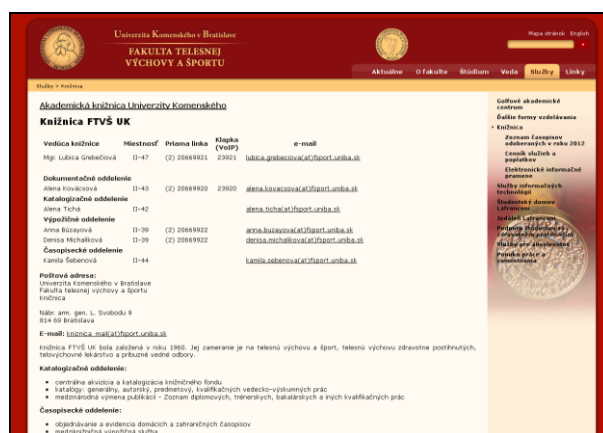 Univerzita Komenského v Bratislave
FAKULTA TELESNEJ
VÝCHOVY A ŠPORTU
Mapa stránok English
Aktuálne O fakulte Štúdium Veda Služby Linky
Služby > Knižnica
Akademická knižnica Univerzity Komenského
Knižnica FTVŠ UK
Vedúca knižnice Miestnosť Priama linka Klapka (VoIP) e-mail
Mgr. Ľubica Grebečiová II-47 (2) 20669921 23921 lubica.grebeciova(at)fsport.uniba.sk
Dokumentačné oddelenie
Alena Kovácsová II-43 (2) 20669920 23920 alena.kovacsova(at)fsport.uniba.sk
Katalogizačné oddelenie
Alena Tichá II-42 alena.ticha(at)fsport.uniba.sk
Výpožičné oddelenie
Anna Búzayová II-39 (2) 20669922 anna.buzayova(at)fsport.uniba.sk
Denisa Michalíková II-39 (2) 20669922 denisa.michalikova(at)fsport.uniba.sk
Časopisecké oddelenie
Kamila Šebenová II-44 kamila.sebenova(at)fsport.uniba.sk
Poštová adresa:
Univerzita Komenského v Bratislave
Fakulta telesnej výchovy a športu
Knižnica
Nábr. arm. gen. L. Svobodu 9
814 69 Bratislava
E-mail: kniznica_mail(at)fsport.uniba.sk
Knižnica FTVŠ UK bola založená v roku 1960. Jej zameranie je na telesnú výchovu a šport, telesnú výchovu zdravotne postihnutých,
telovýchovné lekárstvo a príbuzné vedné odbory.
Katalogizačné oddelenie:
centrálna akvizícia a katalogizácia knižničného fondu
katalógy: generálny, autorský, predmetový, kvalifikačných vedecko-výskumných prác
medzinárodná výmena publikácií - Zoznam diplomových, trénerskych, bakalárskych a iných kvalifikačných prác
Časopisecké oddelenie:
objednávanie a evidencia domácich a zahraničných časopisov
medziknižničná výpožičná služba
Golfové akademické
centrum
Ďalšie formy vzdelávania
Knižnica
Zoznam časopisov
odoberaných v roku 2012
Cenník služieb a
poplatkov
Elektronické informačné
pramene
Služby informačných
technológií
Študentský domov
Lafranconi
Jedáleň Lafranconi
Podpora študentov so
zdravotným postihnutím
Služby pre absolventov
Ponuka práce a
zamestnania